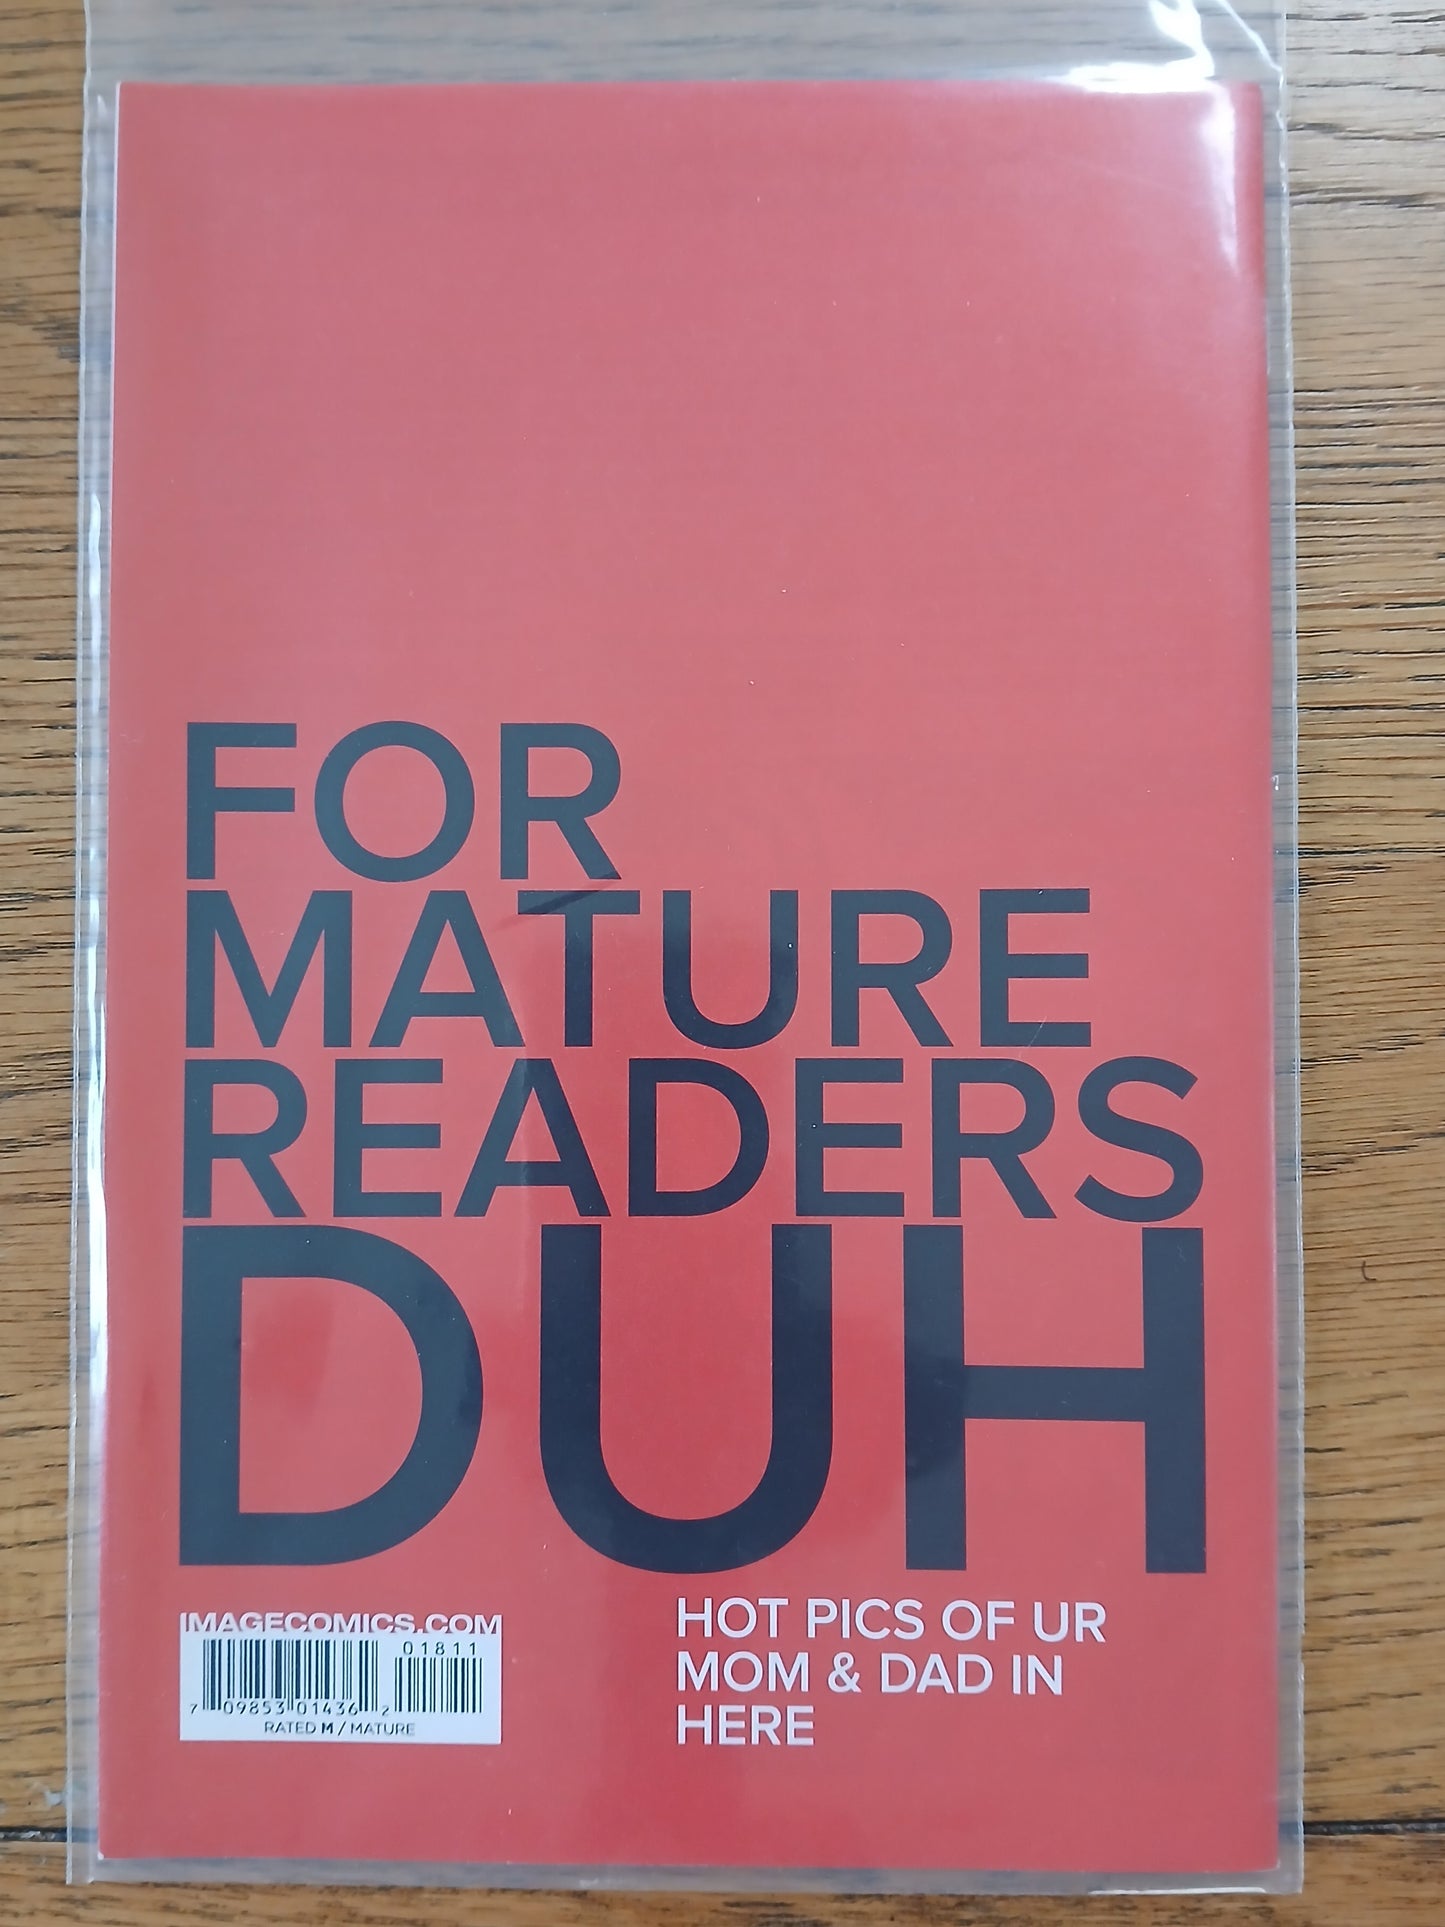 FOR
MATURE
READERS
DUH
IMAGECOMICS.COM
01811
7 09853 01436 2
RATED M / MATURE
HOT PICS OF UR
MOM & DAD IN
HERE